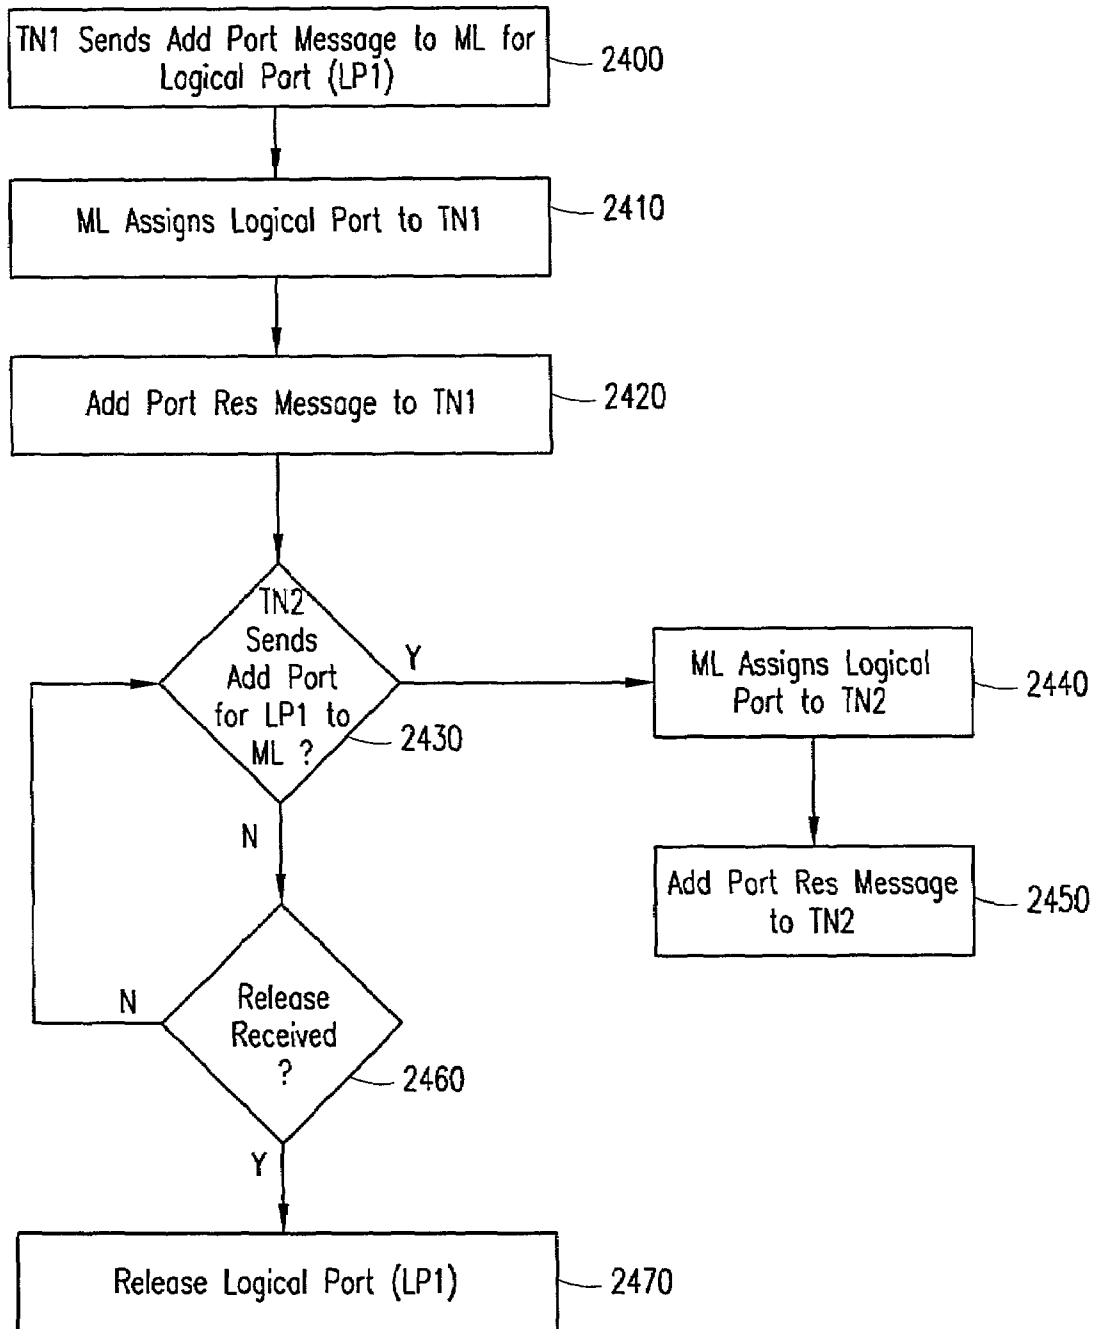 TN1 Sends Add Port Message to ML for
Logical Port (LP1)
2400
ML Assigns Logical Port to TN1
2410
Add Port Res Message to TN1
2420
TN2
Sends
Add Port
for LP1 to
ML ?
2430
Y
ML Assigns Logical
Port to TN2
2440
N
Add Port Res Message
to TN2
2450
Release
Received
?
2460
N
Y
Release Logical Port (LP1)
2470